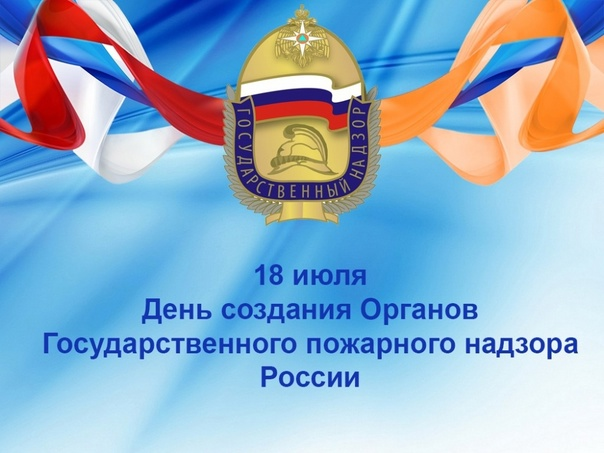 ГОСУДАРСТВЕННЫЙ НАДЗОР
18 июля
День создания Органов
Государственного пожарного надзора
России